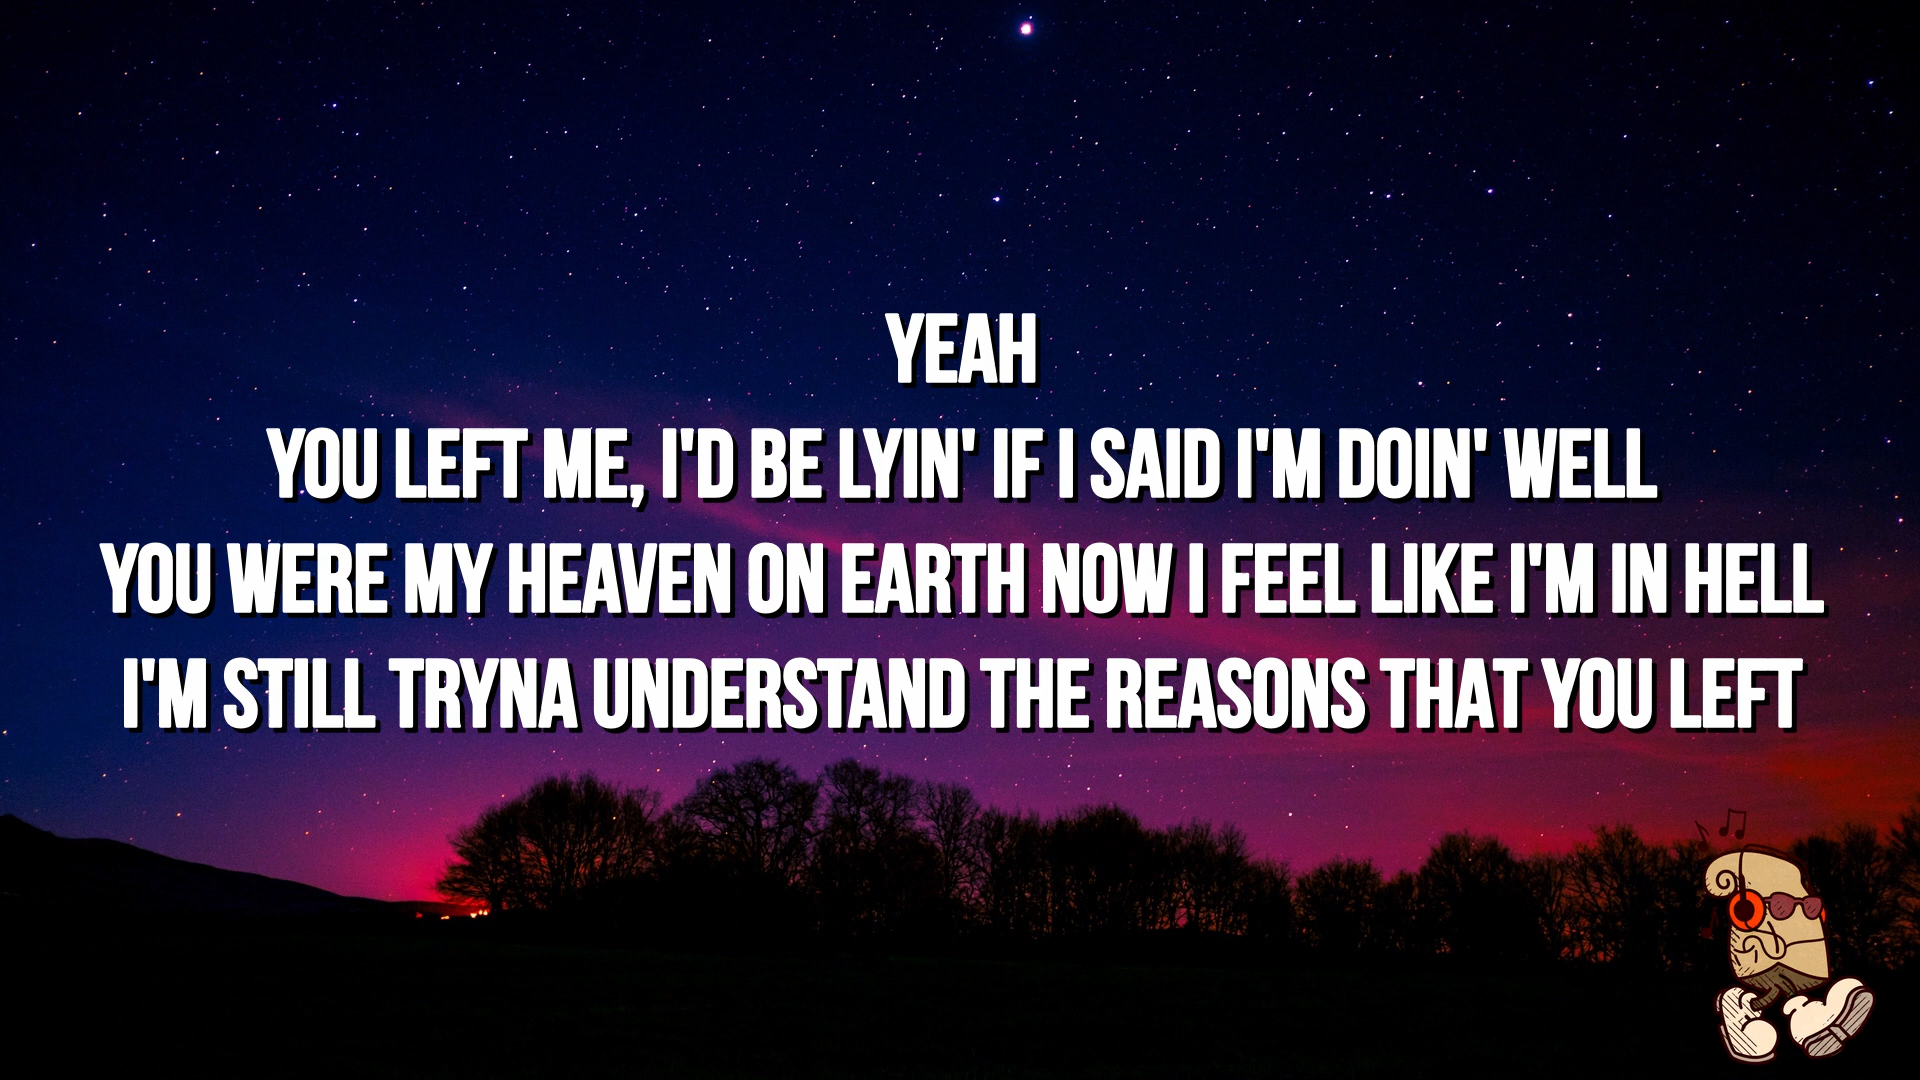 YEAH
YOU LEFT ME, I'D BE LYIN' IF I SAID I'M DOIN' WELL
YOU WERE MY HEAVEN ON EARTH NOW I FEEL LIKE I'M IN HELL
I'M STILL TRYNA UNDERSTAND THE REASONS THAT YOU LEFT